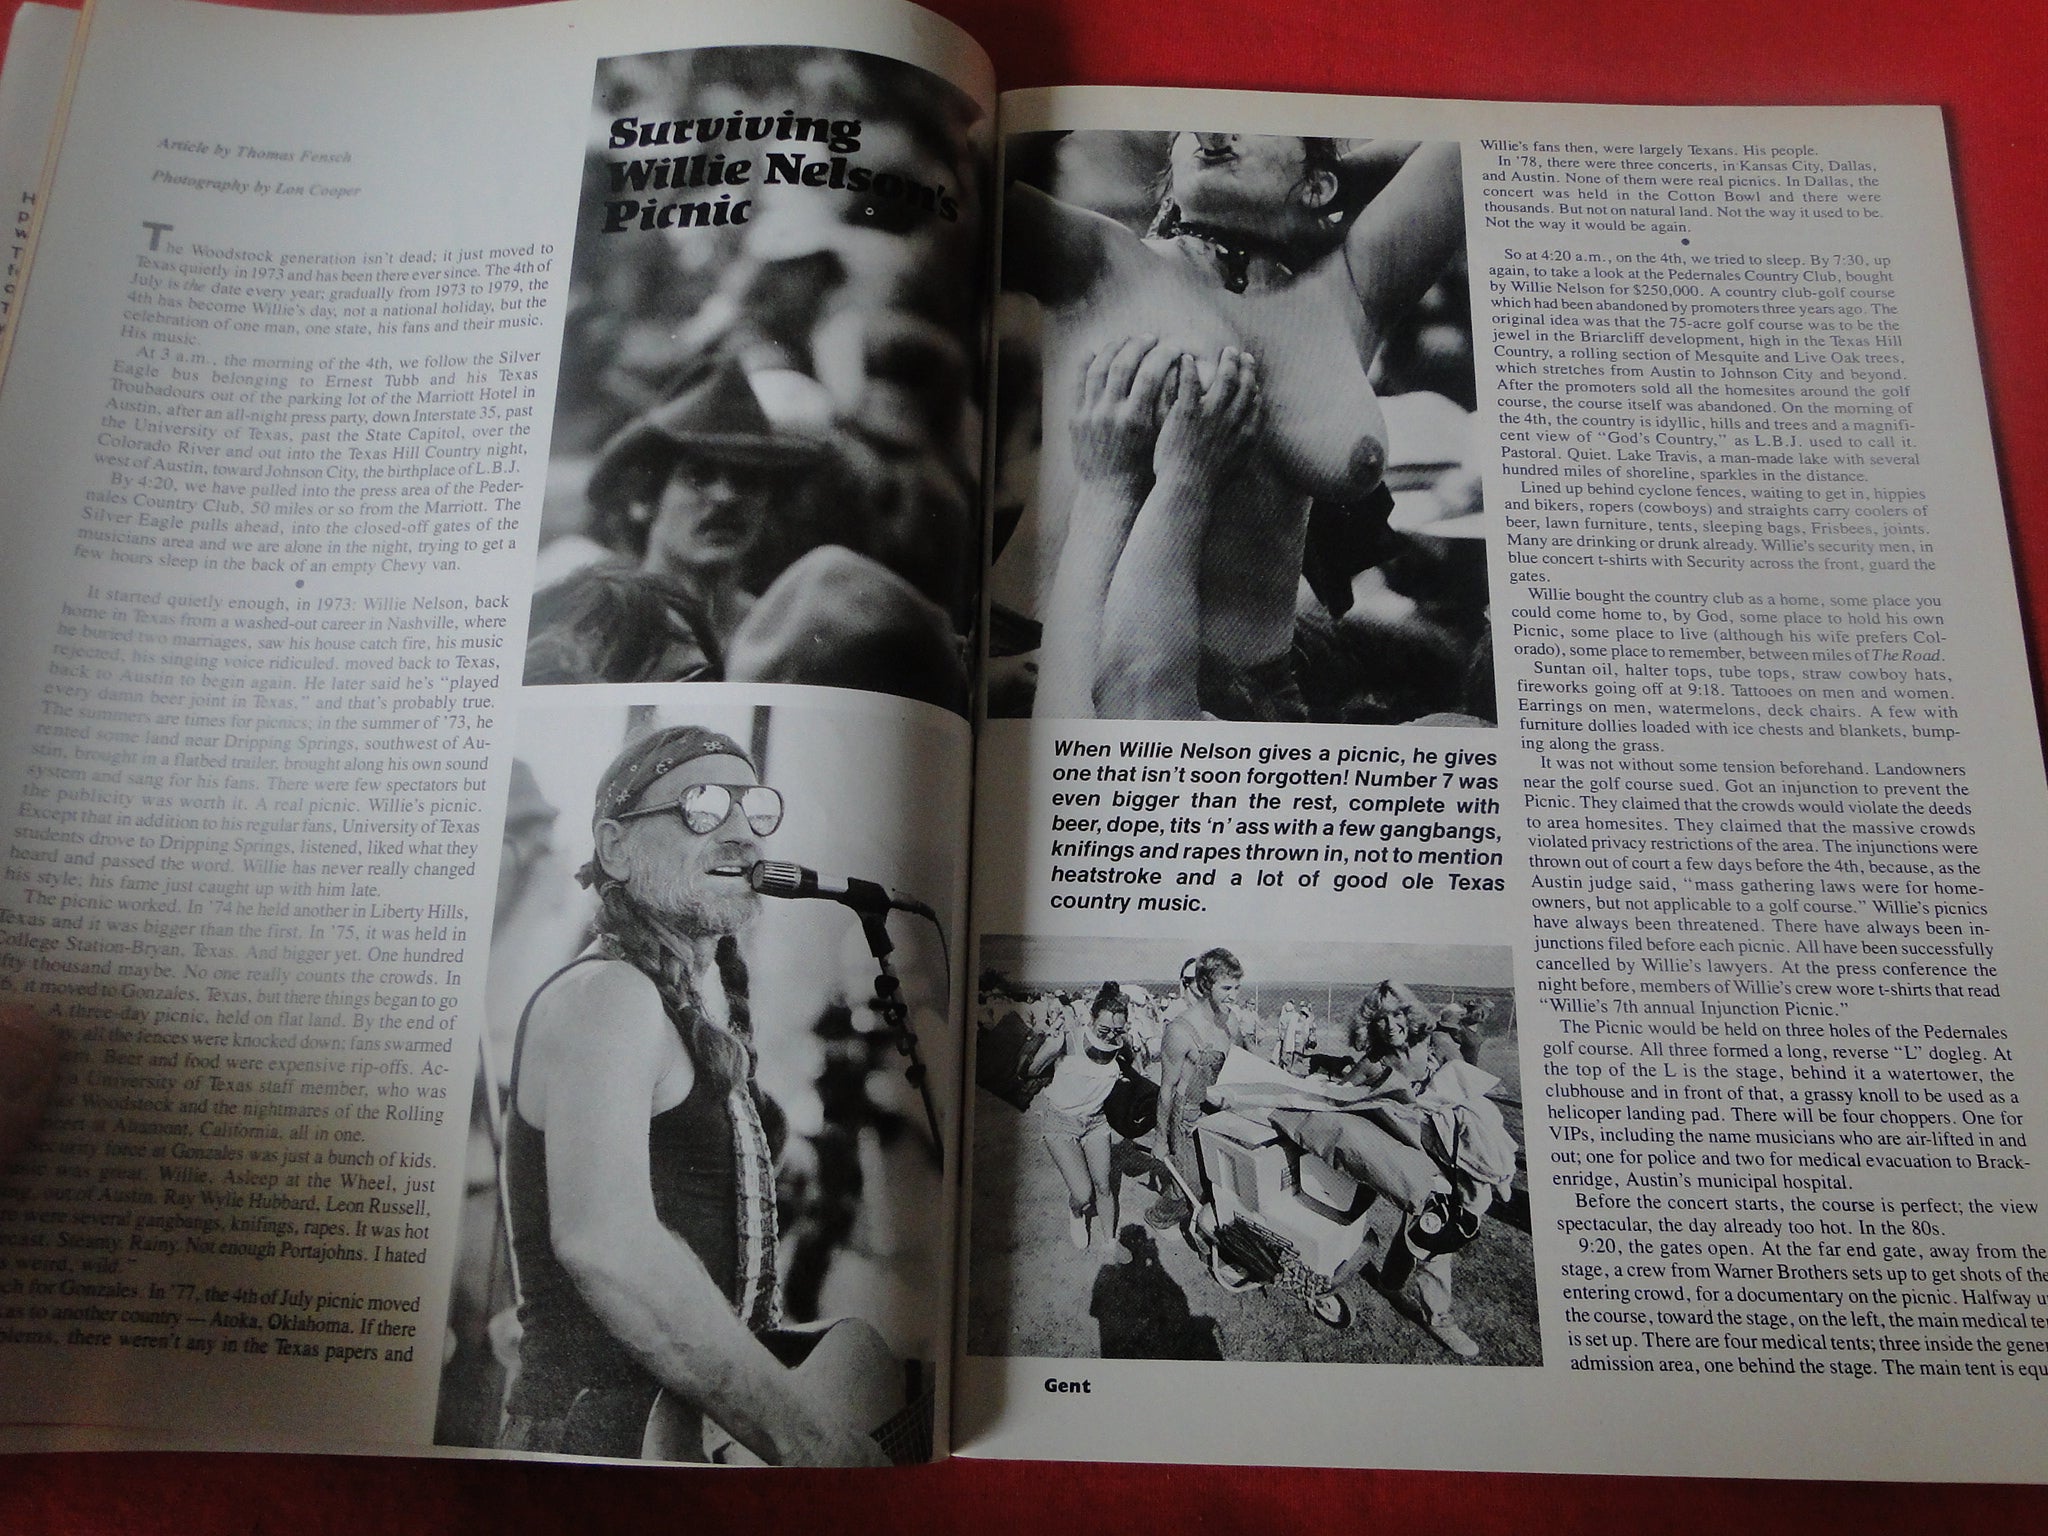 Article by Thomas Fensch
Photography by Lon Cooper
Surviving
Willie Nelson's
Picnic
The Woodstock generation isn't dead; it just moved to
Texas quietly in 1973 and has been there ever since. The 4th of
July is the date every year; gradually from 1973 to 1979, the
4th has become Willie's day, not a national holiday, but the
celebration of one man, one state, his fans and their music.
His music.
At 3 a.m., the morning of the 4th, we follow the Silver
Eagle bus belonging to Ernest Tubb and his Texas
Troubadours out of the parking lot of the Marriott Hotel in
Austin, after an all-night press party, down Interstate 35, past
the University of Texas, past the State Capitol, over the
Colorado River and out into the Texas Hill Country night,
west of Austin, toward Johnson City, the birthplace of L.B.J.
By 4:20, we have pulled into the press area of the Peder-
nales Country Club, 50 miles or so from the Marriott. The
Silver Eagle pulls ahead, into the closed-off gates of the
musicians area and we are alone in the night, trying to get a
few hours sleep in the back of an empty Chevy van.
It started quietly enough, in 1973: Willie Nelson, back
home in Texas from a washed-out career in Nashville, where
he buried two marriages, saw his house catch fire, his music
rejected, his singing voice ridiculed, moved back to Texas,
back to Austin to begin again. He later said he's "played
every damn beer joint in Texas," and that's probably true.
The summers are times for picnics; in the summer of '73, he
rented some land near Dripping Springs, southwest of Au-
stin, brought in a flatbed trailer, brought along his own sound
system and sang for his fans. There were few spectators but
the publicity was worth it. A real picnic. Willie's picnic.
Except that in addition to his regular fans, University of Texas
students drove to Dripping Springs, listened, liked what they
heard and passed the word. Willie has never really changed
his style; his fame just caught up with him late.
The picnic worked. In '74 he held another in Liberty Hills,
Texas and it was bigger than the first. In '75, it was held in
College Station-Bryan, Texas. And bigger yet. One hundred
fifty thousand maybe. No one really counts the crowds. In
it moved to Gonzales, Texas, but there things began to go
A three-day picnic, held on flat land. By the end of
all the fences were knocked down; fans swarmed
Beer and food were expensive rip-offs. Ac-
a University of Texas staff member, who was
Woodstock and the nightmares of the Rolling
at Altamont, California, all in one.
Security force at Gonzales was just a bunch of kids.
was great. Willie, Asleep at the Wheel, just
out of Austin, Ray Wylie Hubbard, Leon Russell,
were several gangbangs, knifings, rapes. It was hot
Steamy. Rainy. Not enough Portajohns. I hated
weird, wild."
for Gonzales. In '77, the 4th of July picnic moved
to another country — Atoka, Oklahoma. If there
there weren't any in the Texas papers and
When Willie Nelson gives a picnic, he gives
one that isn't soon forgotten! Number 7 was
even bigger than the rest, complete with
beer, dope, tits 'n' ass with a few gangbangs,
knifings and rapes thrown in, not to mention
heatstroke and a lot of good ole Texas
country music.
Gent
Willie's fans then, were largely Texans. His people.
In '78, there were three concerts, in Kansas City, Dallas,
and Austin. None of them were real picnics. In Dallas, the
concert was held in the Cotton Bowl and there were
thousands. But not on natural land. Not the way it used to be.
Not the way it would be again.
So at 4:20 a.m., on the 4th, we tried to sleep. By 7:30, up
again, to take a look at the Pedernales Country Club, bought
by Willie Nelson for $250,000. A country club-golf course
which had been abandoned by promoters three years ago. The
original idea was that the 75-acre golf course was to be the
jewel in the Briarcliff development, high in the Texas Hill
Country, a rolling section of Mesquite and Live Oak trees,
which stretches from Austin to Johnson City and beyond.
After the promoters sold all the homesites around the golf
course, the course itself was abandoned. On the morning of
the 4th, the country is idyllic, hills and trees and a magnifi-
cent view of "God's Country," as L.B.J. used to call it.
Pastoral. Quiet. Lake Travis, a man-made lake with several
hundred miles of shoreline, sparkles in the distance.
Lined up behind cyclone fences, waiting to get in, hippies
and bikers, ropers (cowboys) and straights carry coolers of
beer, lawn furniture, tents, sleeping bags, Frisbees, joints.
Many are drinking or drunk already. Willie's security men, in
blue concert t-shirts with Security across the front, guard the
gates.
Willie bought the country club as a home, some place you
could come home to, by God, some place to hold his own
Picnic, some place to live (although his wife prefers Col-
orado), some place to remember, between miles of The Road.
Suntan oil, halter tops, tube tops, straw cowboy hats,
fireworks going off at 9:18. Tattooes on men and women.
Earrings on men, watermelons, deck chairs. A few with
furniture dollies loaded with ice chests and blankets, bump-
ing along the grass.
It was not without some tension beforehand. Landowners
near the golf course sued. Got an injunction to prevent the
Picnic. They claimed that the crowds would violate the deeds
to area homesites. They claimed that the massive crowds
violated privacy restrictions of the area. The injunctions were
thrown out of court a few days before the 4th, because, as the
Austin judge said, "mass gathering laws were for home-
owners, but not applicable to a golf course." Willie's picnics
have always been threatened. There have always been in-
junctions filed before each picnic. All have been successfully
cancelled by Willie's lawyers. At the press conference the
night before, members of Willie's crew wore t-shirts that read
"Willie's 7th annual Injunction Picnic."
The Picnic would be held on three holes of the Pedernales
golf course. All three formed a long, reverse "L" dogleg. At
the top of the L is the stage, behind it a watertower, the
clubhouse and in front of that, a grassy knoll to be used as a
helicoper landing pad. There will be four choppers. One for
VIPs, including the name musicians who are air-lifted in and
out; one for police and two for medical evacuation to Brack-
enridge, Austin's municipal hospital.
Before the concert starts, the course is perfect; the view
spectacular, the day already too hot. In the 80s.
9:20, the gates open. At the far end gate, away from the
stage, a crew from Warner Brothers sets up to get shots of the
entering crowd, for a documentary on the picnic. Halfway
the course, toward the stage, on the left, the main medical
is set up. There are four medical tents; three inside the
admission area, one behind the stage. The main tent is